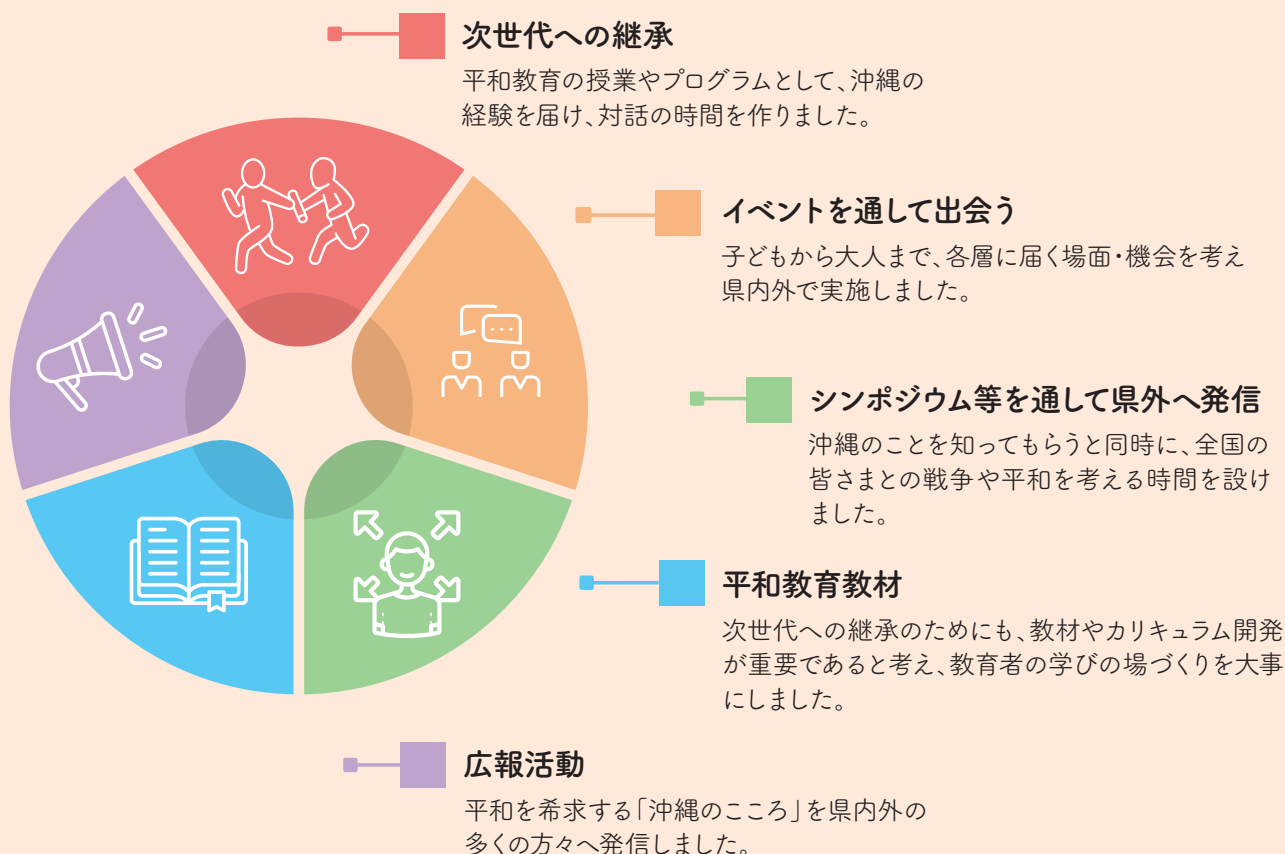 次世代への継承
平和教育の授業やプログラムとして、沖縄の
経験を届け、対話の時間を作りました。
イベントを通して出会う
子どもから大人まで、各層に届く場面・機会を考え
県内外で実施しました。
シンポジウム等を通して県外へ発信
沖縄のことを知ってもらうと同時に、全国の
皆さまとの戦争や平和を考える時間を設け
ました。
平和教育教材
次世代への継承のためにも、教材やカリキュラム開発
が重要であると考え、教育者の学びの場づくりを大事
にしました。
広報活動
平和を希求する「沖縄のこころ」を県内外の
多くの方々へ発信しました。